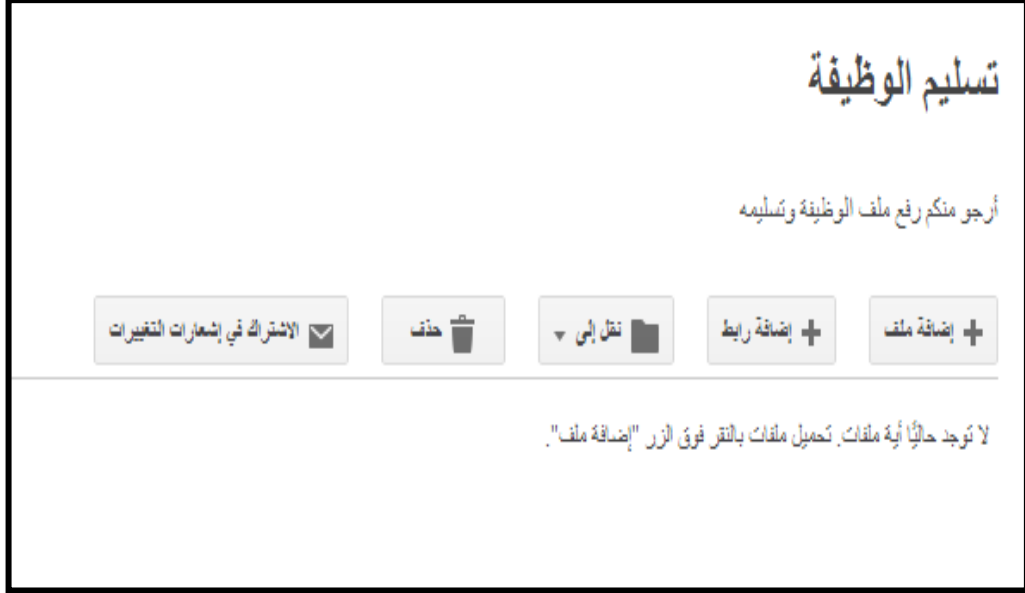 تسليم الوظيفة
أرجو منكم رفع ملف الوظيفة وتسليمه
إضافة ملف إضافة رابط نقل إلى حذف الاشتراك في إشعارات التغييرات
لا توجد حاليًا أية ملفات. تحميل ملفات بالنقر فوق الزر "إضافة ملف".